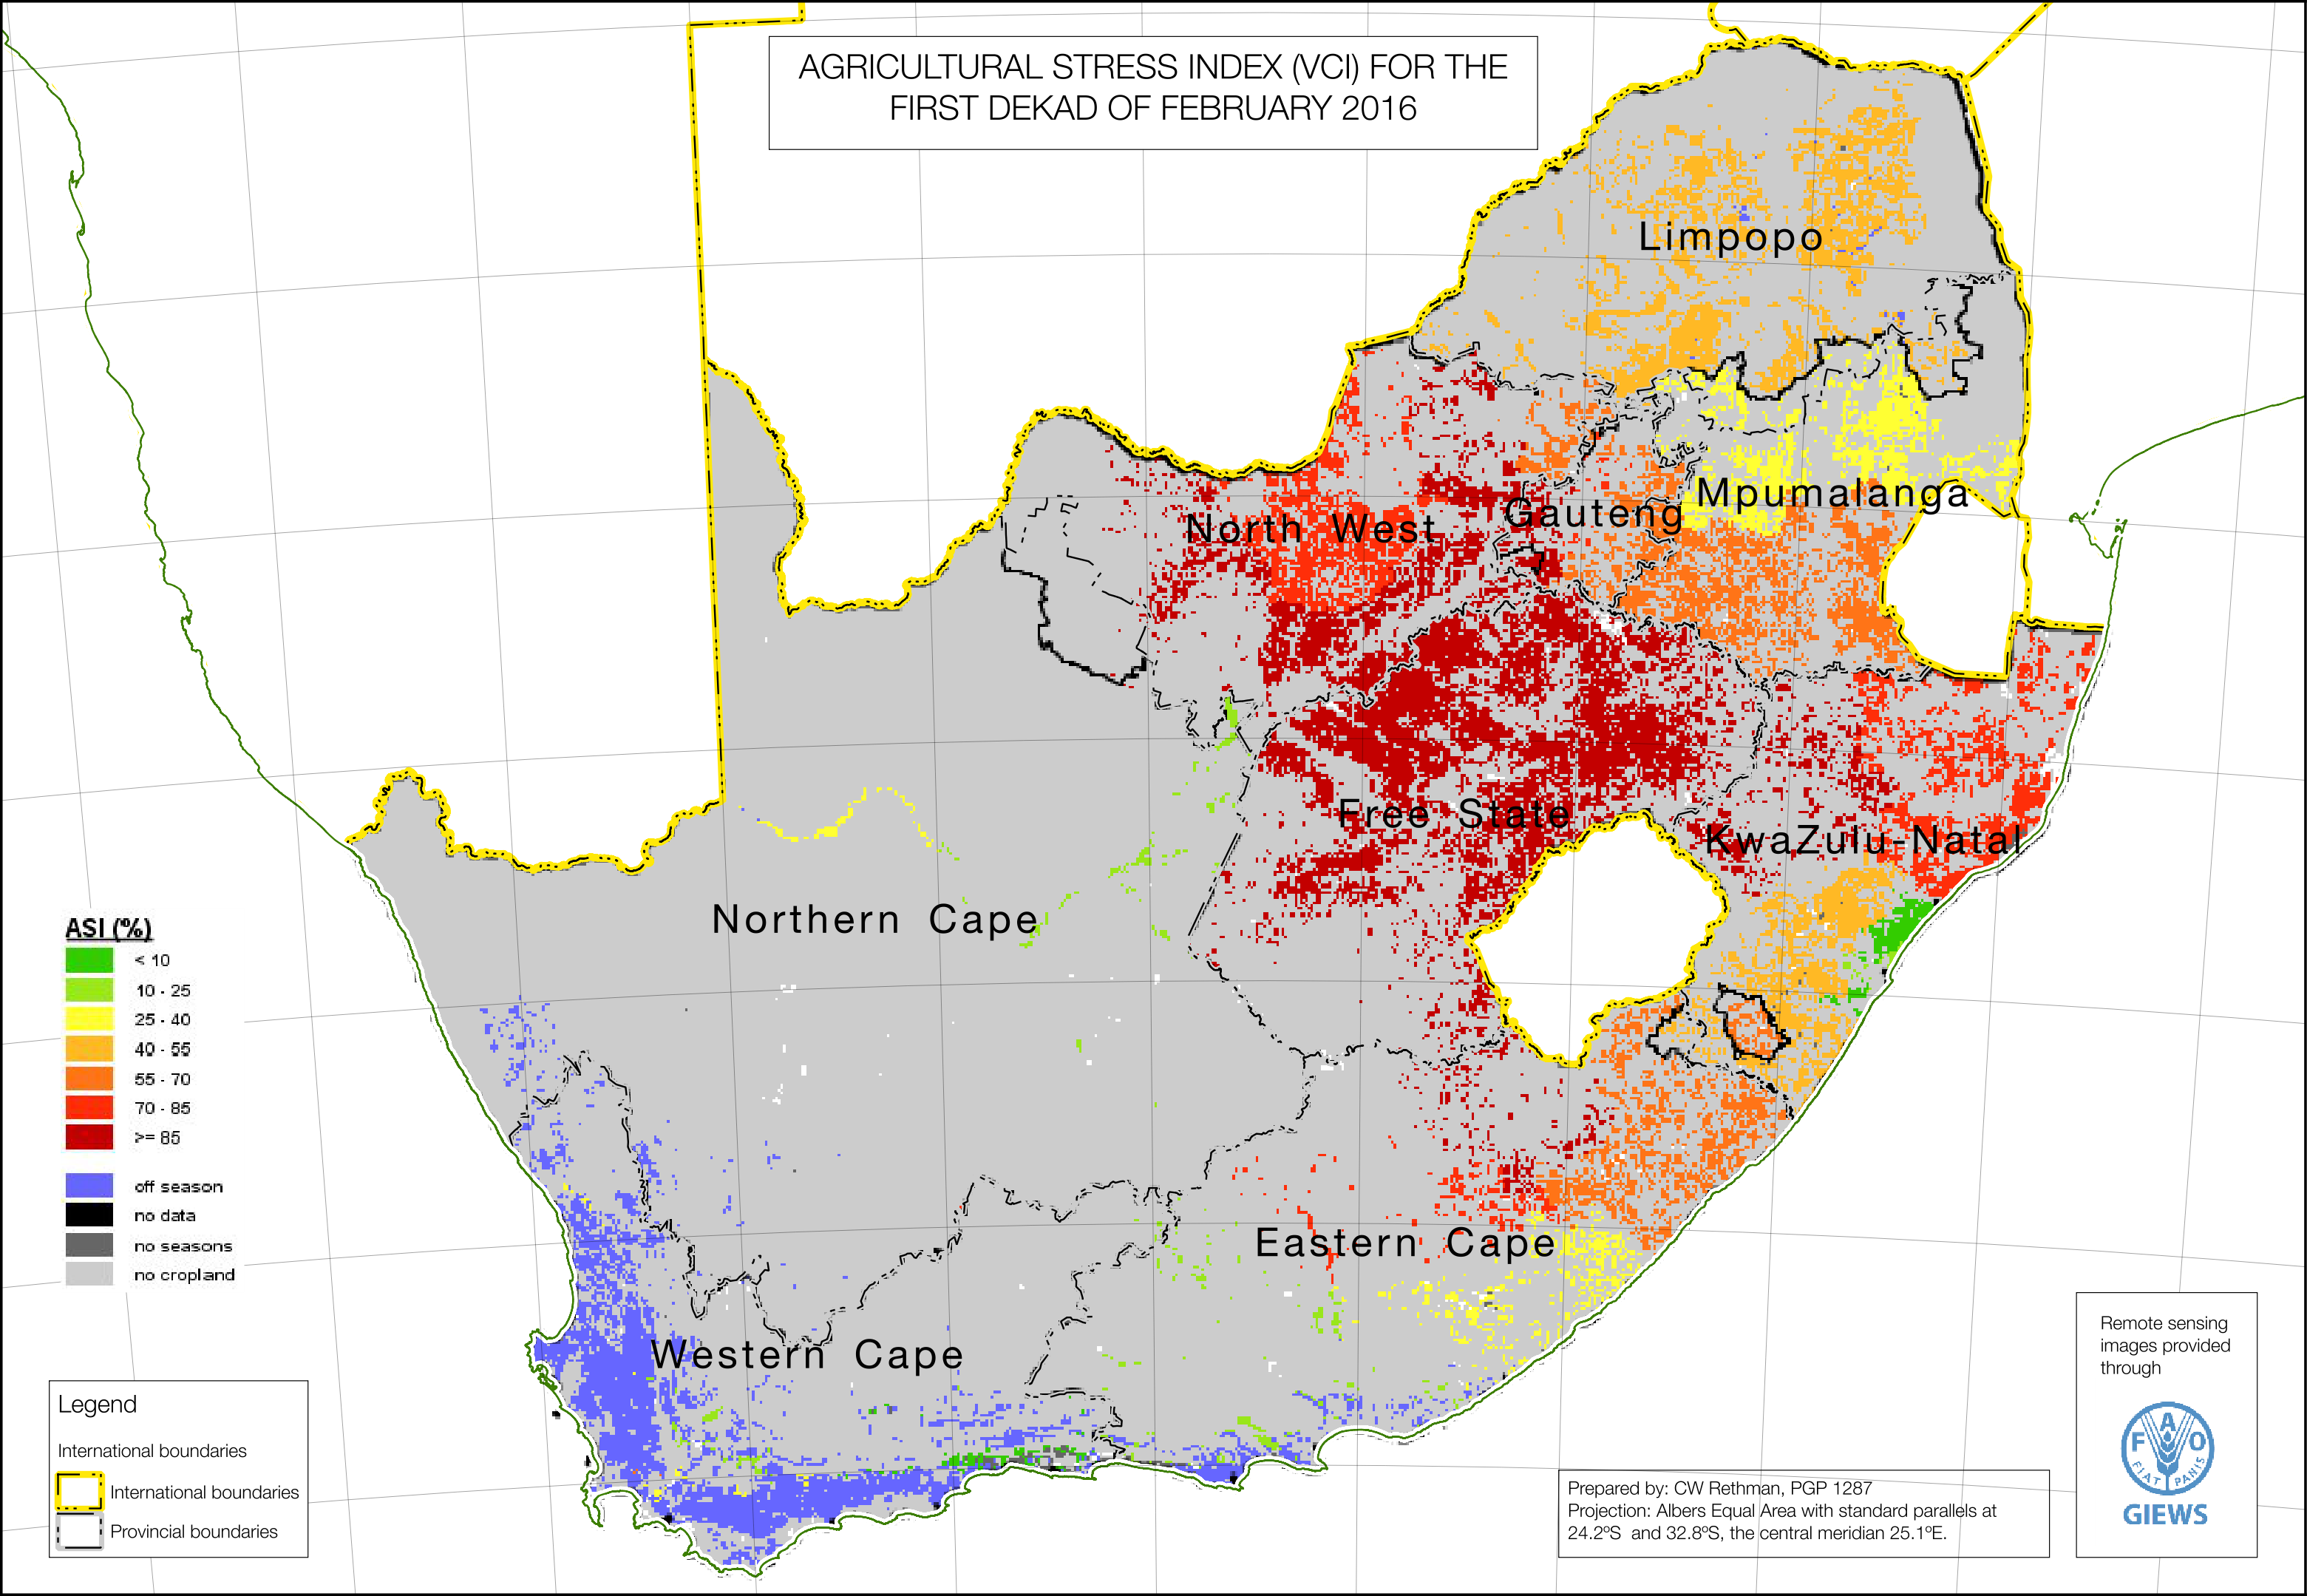 AGRICULTURAL STRESS INDEX (VCI) FOR THE
FIRST DEKAD OF FEBRUARY 2016
Limpopo
North West
Gauteng
Mpumalanga
Free State
KwaZulu-Natal
Northern Cape
Eastern Cape
Western Cape
ASI (%)
< 10
10 - 25
25 - 40
40 - 55
55 - 70
70 - 85
>= 85
off season
no data
no seasons
no cropland
Legend
International boundaries
International boundaries
Provincial boundaries
Prepared by: CW Rethman, PGP 1287
Projection: Albers Equal Area with standard parallels at
24.2ºS and 32.8ºS, the central meridian 25.1ºE.
Remote sensing
images provided
through
F A O
FIAT PANIS
GIEWS